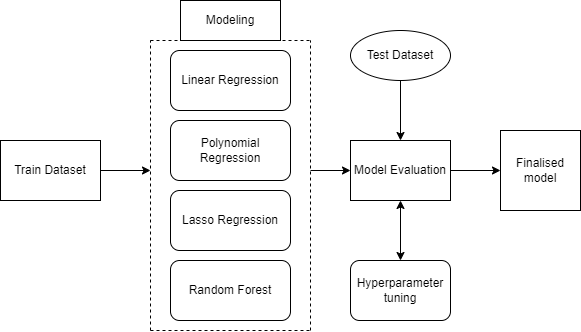 Modeling
Linear Regression
Test Dataset
Polynomial
Regression
Train Dataset
Model Evaluation
Finalised
model
Lasso Regression
Random Forest
Hyperparameter
tuning